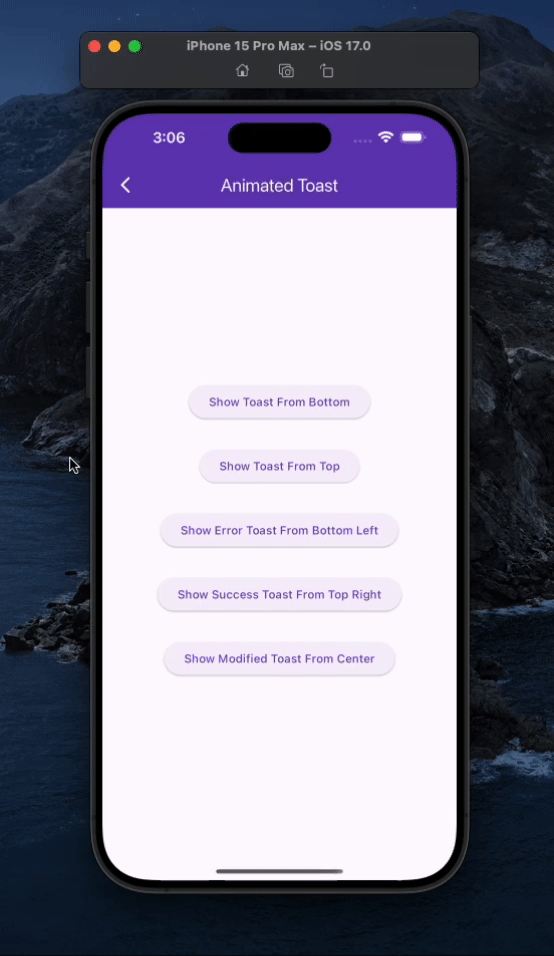 iPhone 15 Pro Max – iOS 17.0
3:06
Animated Toast
Show Toast From Bottom
Show Toast From Top
Show Error Toast From Bottom Left
Show Success Toast From Top Right
Show Modified Toast From Center